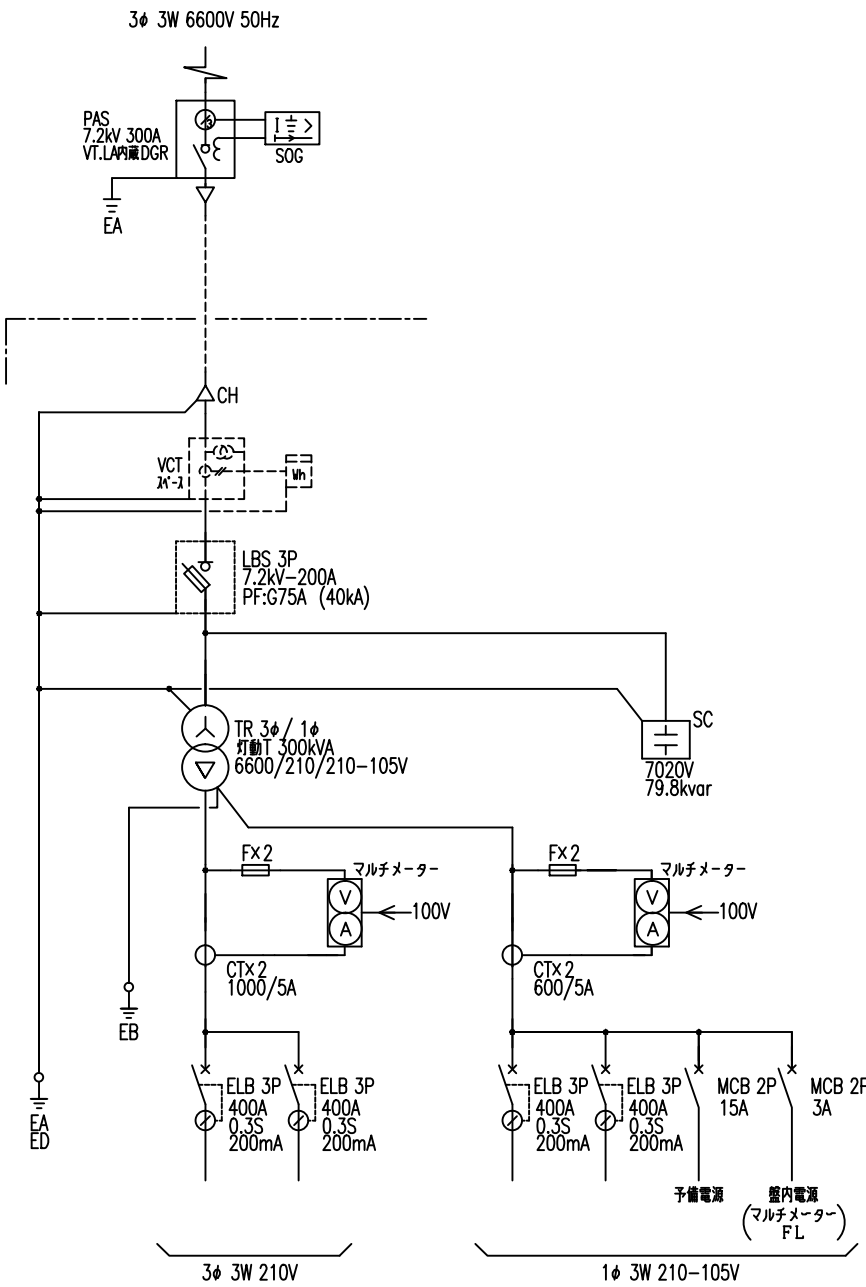 3φ 3W 6600V 50Hz
PAS
7.2kV 300A
VT.LA内蔵DGR
I ⏚ >
SOG
EA
CH
VCT
ｽﾍﾟｰｽ
Wh
LBS 3P
7.2kV-200A
PF:G75A (40kA)
TR 3φ/ 1φ
灯動T 300kVA
6600/210/210-105V
SC
7020V
79.8kvar
F×2
マルチメーター
V
A
100V
CT×2
1000/5A
F×2
マルチメーター
V
A
100V
CT×2
600/5A
EB
EA
ED
ELB 3P
400A
0.3S
200mA
ELB 3P
400A
0.3S
200mA
ELB 3P
400A
0.3S
200mA
ELB 3P
400A
0.3S
200mA
MCB 2P
15A
MCB 2P
3A
予備電源
盤内電源
(マルチメーター)
FL
3φ 3W 210V
1φ 3W 210-105V